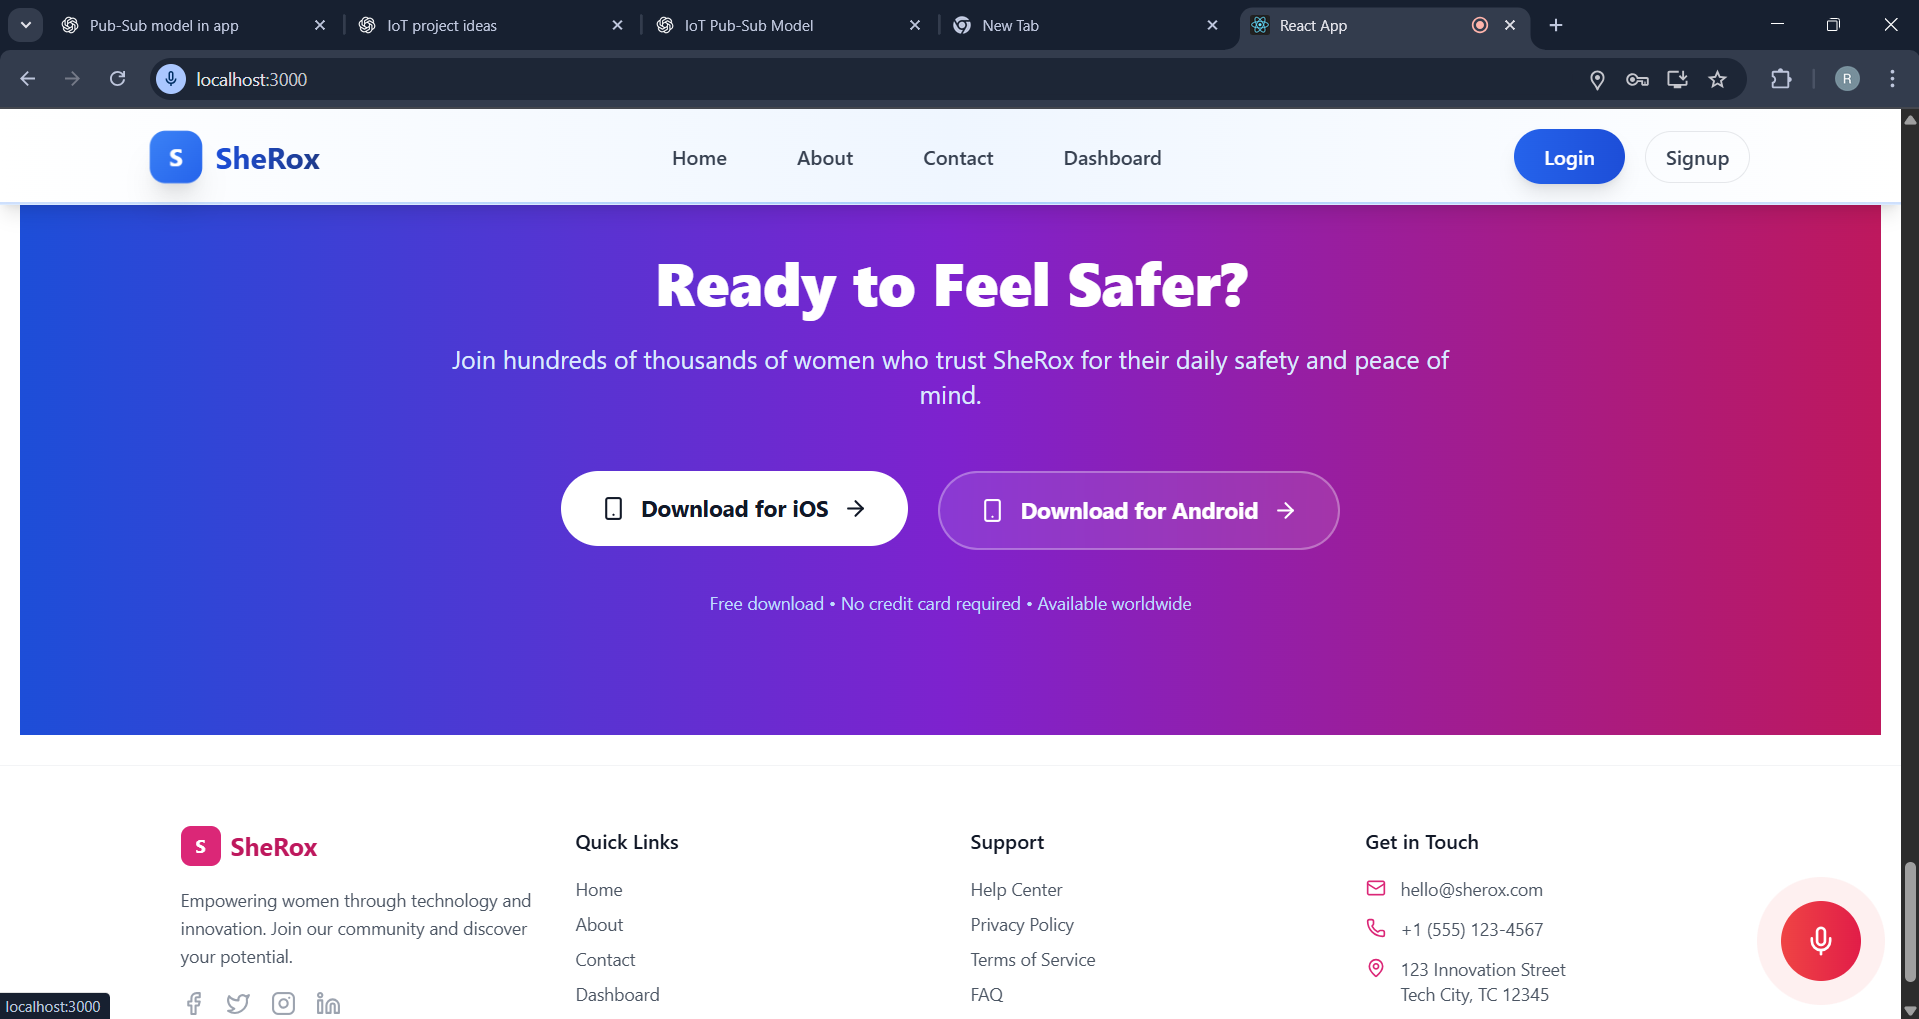 Pub-Sub model in app
IoT project ideas
IoT Pub-Sub Model
New Tab
React App
localhost:3000
R
S SheRox
Home
About
Contact
Dashboard
Login
Signup
Ready to Feel Safer?
Join hundreds of thousands of women who trust SheRox for their daily safety and peace of
mind.
Download for iOS →
Download for Android →
Free download • No credit card required • Available worldwide
S SheRox
Empowering women through technology and
innovation. Join our community and discover
your potential.
Quick Links
Home
About
Contact
Dashboard
Support
Help Center
Privacy Policy
Terms of Service
FAQ
Get in Touch
hello@sherox.com
+1 (555) 123-4567
123 Innovation Street
Tech City, TC 12345
localhost:3000